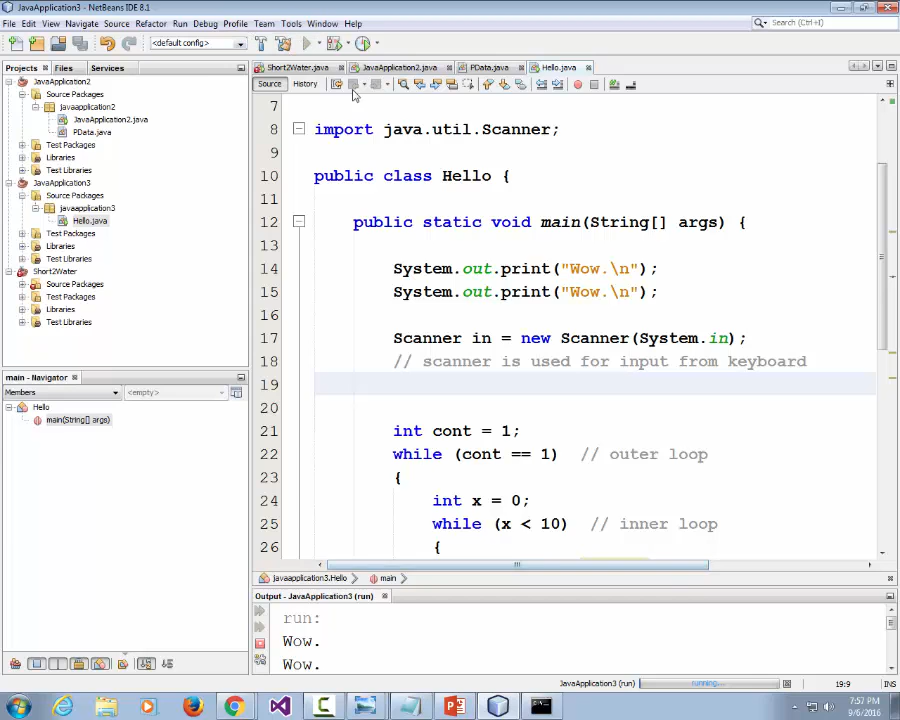 JavaApplication3 - NetBeans IDE 8.1
File Edit View Navigate Source Refactor Run Debug Profile Team Tools Window Help
<default config>
Search (Ctrl+I)
Projects Files Services
JavaApplication2
Source Packages
javaapplication2
JavaApplication2.java
PData.java
Test Packages
Libraries
Test Libraries
JavaApplication3
Source Packages
javaapplication3
Hello.java
Test Packages
Libraries
Test Libraries
Short2Water
Source Packages
Test Packages
Libraries
Test Libraries
main - Navigator
Members <empty>
Hello
main(String[] args)
Short2Water.java JavaApplication2.java PData.java Hello.java
Source History
7
8 import java.util.Scanner;
9
10 public class Hello {
11
12 public static void main(String[] args) {
13
14 System.out.print("Wow.\n");
15 System.out.print("Wow.\n");
16
17 Scanner in = new Scanner(System.in);
18 // scanner is used for input from keyboard
19
20
21 int cont = 1;
22 while (cont == 1) // outer loop
23 {
24 int x = 0;
25 while (x < 10) // inner loop
26 {
javaapplication3.Hello main
Output - JavaApplication3 (run)
run:
Wow.
Wow.
JavaApplication3 (run) running... 19:9 INS
7:57 PM
9/6/2016